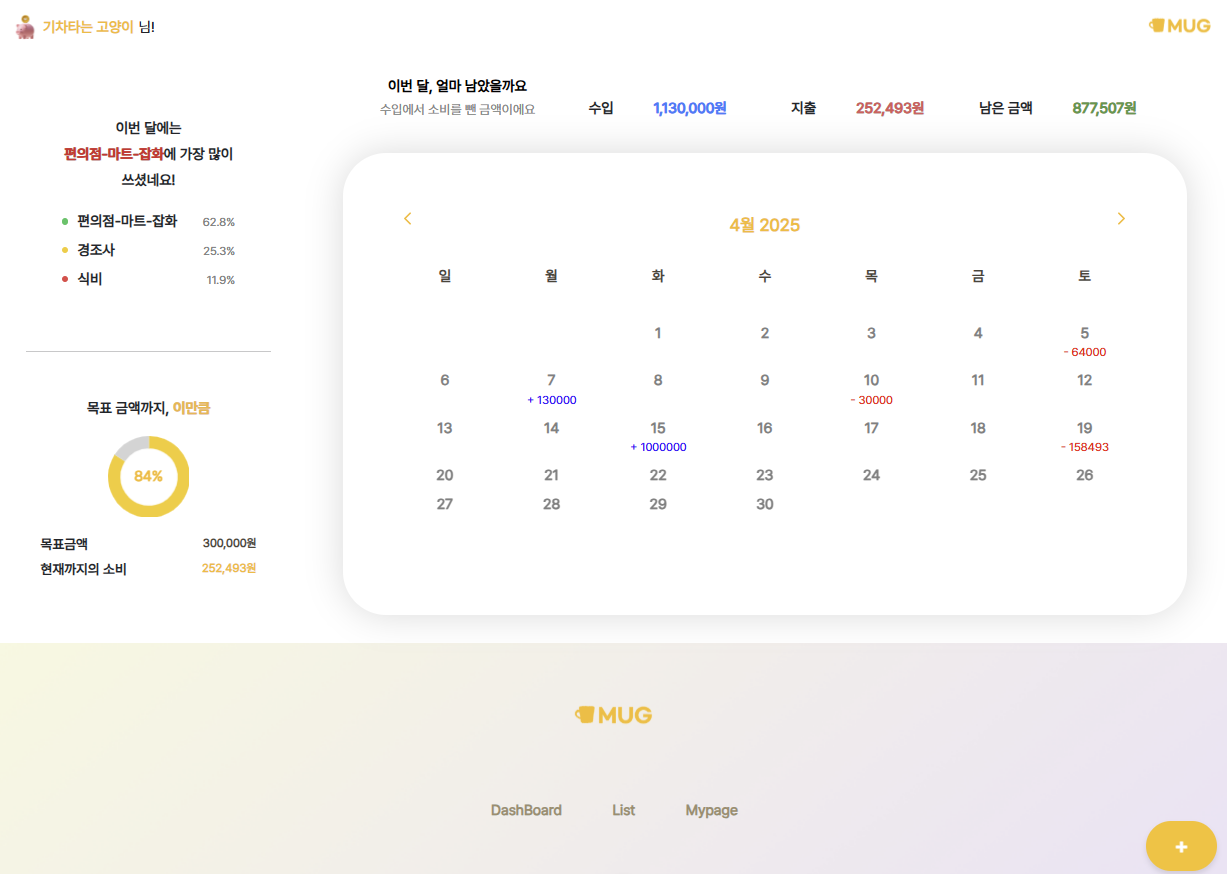 기차타는 고양이 님!
MUG
이번 달에는
편의점-마트-잡화에 가장 많이
쓰셨네요!
편의점-마트-잡화 62.8%
경조사 25.3%
식비 11.9%
목표 금액까지, 이만큼
84%
목표금액 300,000원
현재까지의 소비 252,493원
이번 달, 얼마 남았을까요
수입에서 소비를 뺀 금액이에요
수입 1,130,000원 지출 252,493원 남은 금액 877,507원
4월 2025
일 월 화 수 목 금 토
1 2 3 4 5
- 64000
6 7 8 9 10 11 12
+ 130000 - 30000
13 14 15 16 17 18 19
+ 1000000 - 158493
20 21 22 23 24 25 26
27 28 29 30
MUG
DashBoard List Mypage
+